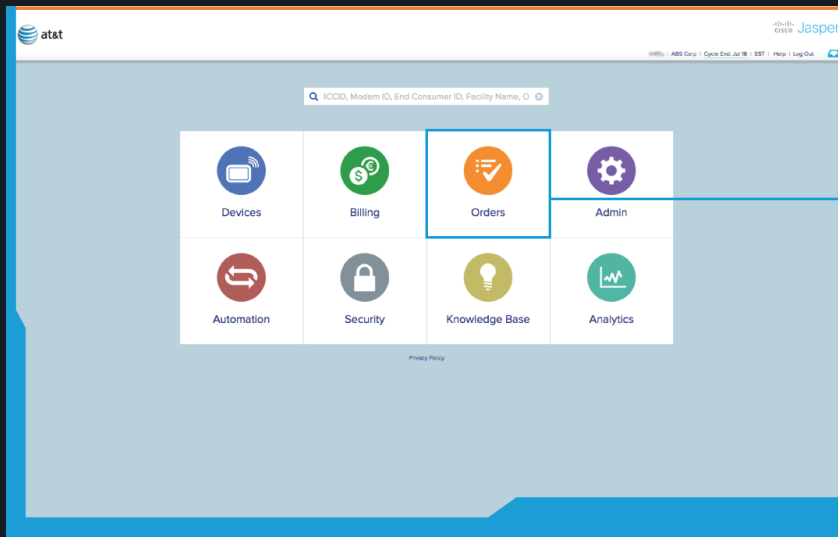 at&t
cisco Jasper
ABS Corp | Cycle End: Jul 18 | SST | Help | Log Out
ICCID, Modem ID, End Consumer ID, Facility Name, O
Devices
Billing
Orders
Admin
Automation
Security
Knowledge Base
Analytics
Privacy Policy